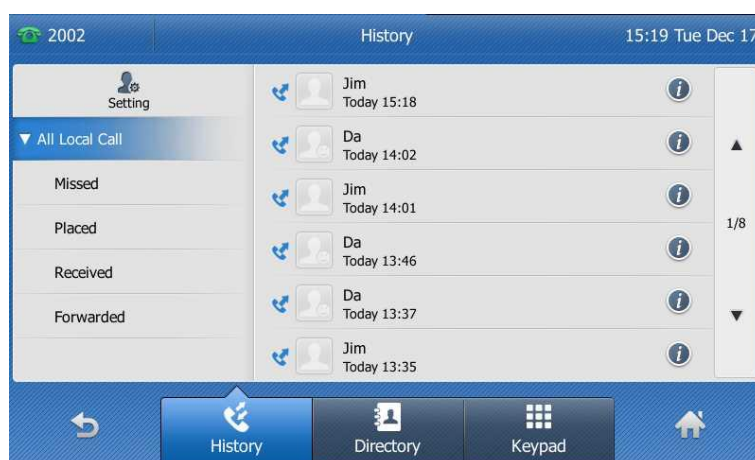 2002 History 15:19 Tue Dec 17
Setting
All Local Call
Missed
Placed
Received
Forwarded
Jim
Today 15:18
Da
Today 14:02
Jim
Today 14:01
Da
Today 13:46
Da
Today 13:37
Jim
Today 13:35
1/8
History Directory Keypad